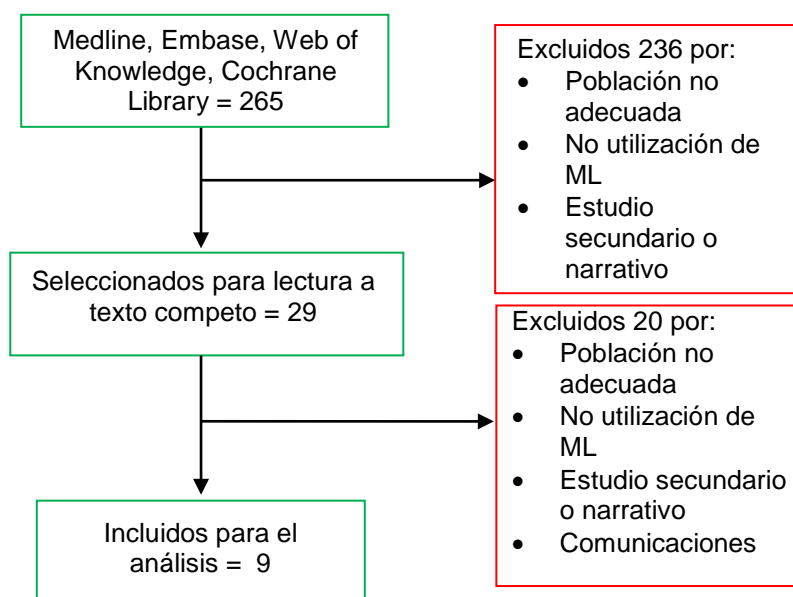 Medline, Embase, Web of
Knowledge, Cochrane
Library = 265
Excluidos 236 por:
• Población no
adecuada
• No utilización de
ML
• Estudio
secundario o
narrativo
Seleccionados para lectura a
texto competo = 29
Excluidos 20 por:
• Población no
adecuada
• No utilización de
ML
• Estudio secundario
o narrativo
• Comunicaciones
Incluidos para el
análisis = 9